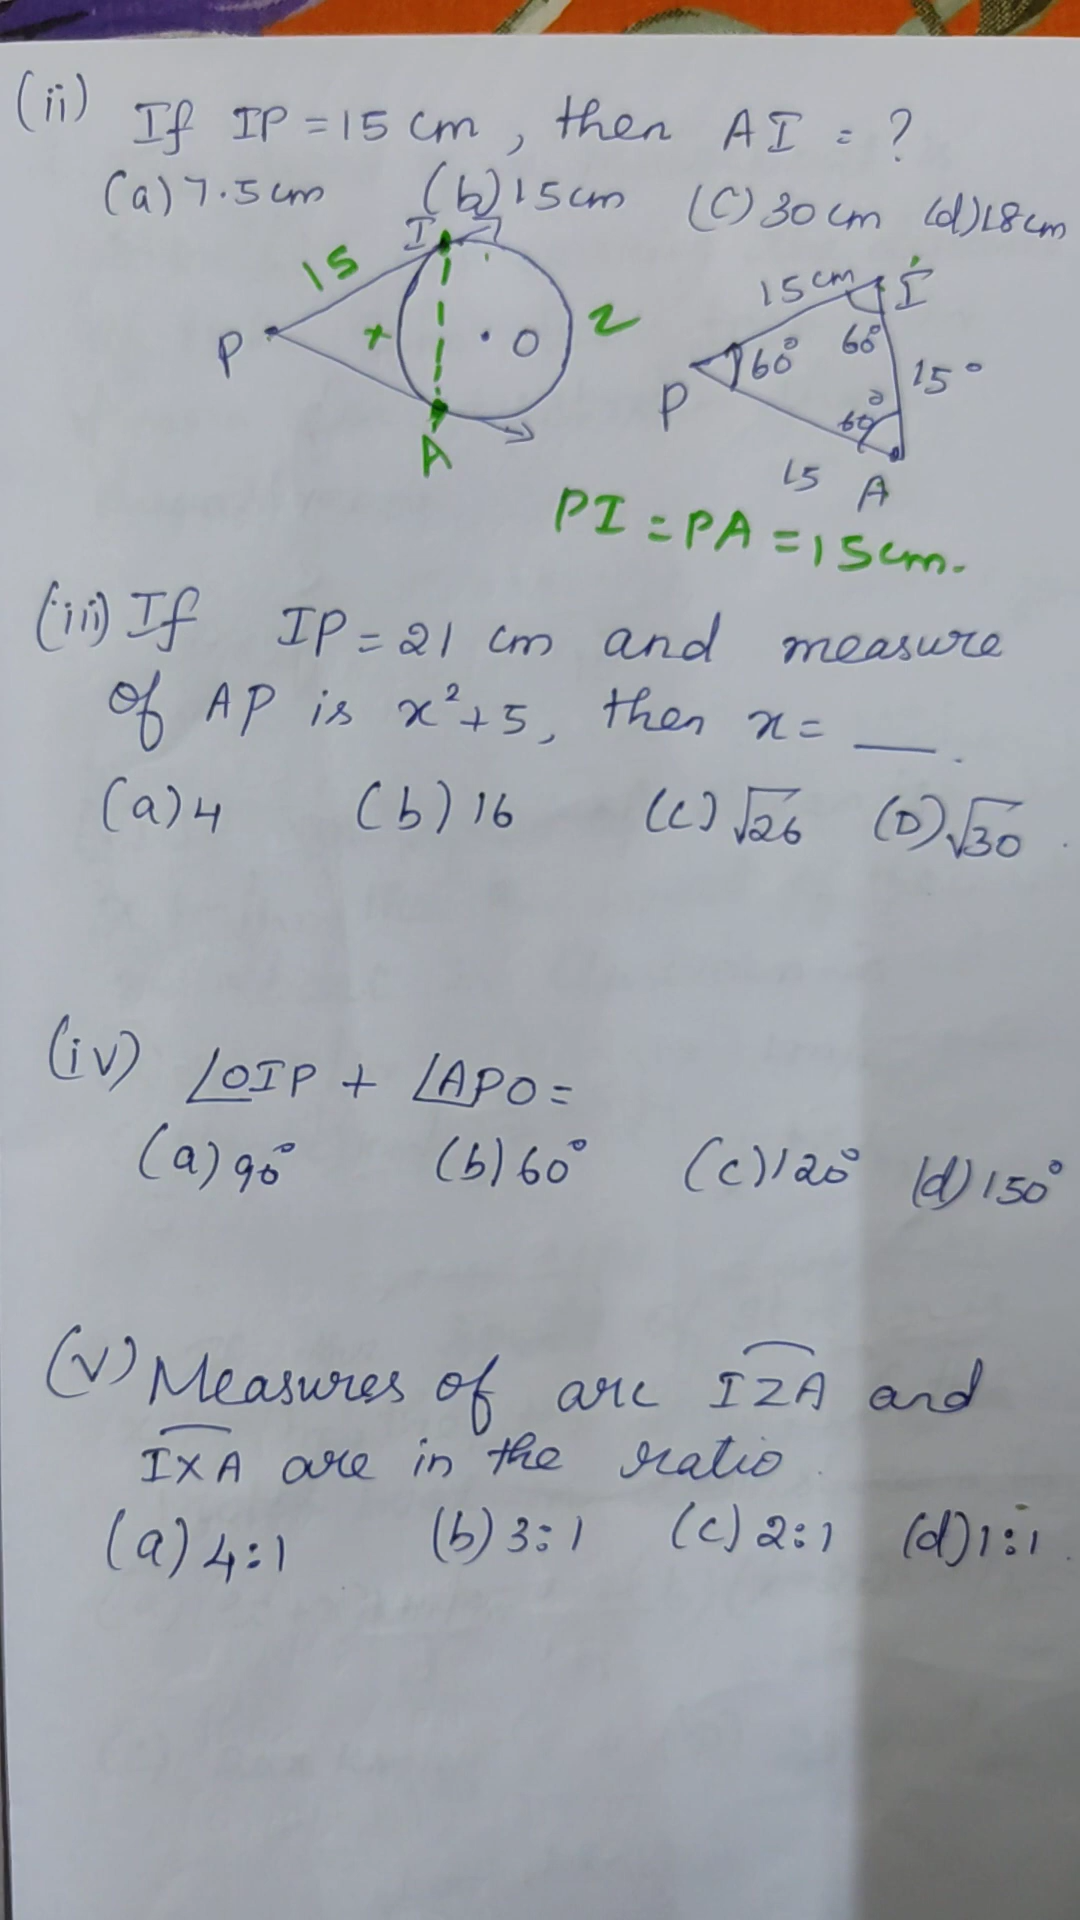 (ii) If IP = 15 cm, then AI = ?
(a) 7.5 cm (b) 15 cm (C) 30 cm (d) 18 cm
I
15
P
x
O
Z
A
15 cm
I
60°
60°
15°
P
60°
15
A
PI = PA = 15 cm.
(iii) If IP = 21 cm and measure
of AP is x²+5, then x = __.
(a) 4 (b) 16 (C) √26 (D) √30
(iv) ∠OIP + ∠APO =
(a) 90° (b) 60° (c) 120° (d) 150°
(v) Measures of arc IZA and
IXA are in the ratio
(a) 4:1 (b) 3:1 (c) 2:1 (d) 1:1.